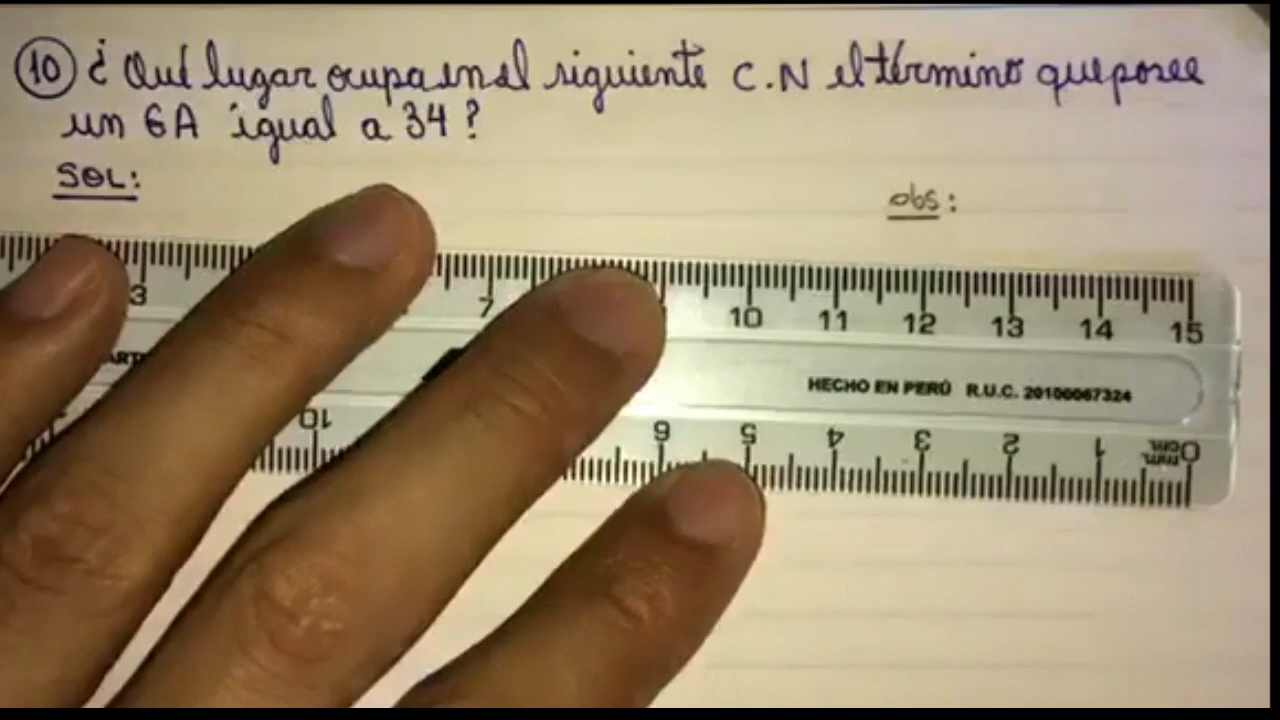 10 ¿Qué lugar ocupa en el siguiente C.N el término que posee
un GA igual a 34?
SOL:
obs:
3 7 10 11 12 13 14 15
HECHO EN PERÚ R.U.C. 20100067324
10 6 5 4 3 2 1 0
mm. cm.